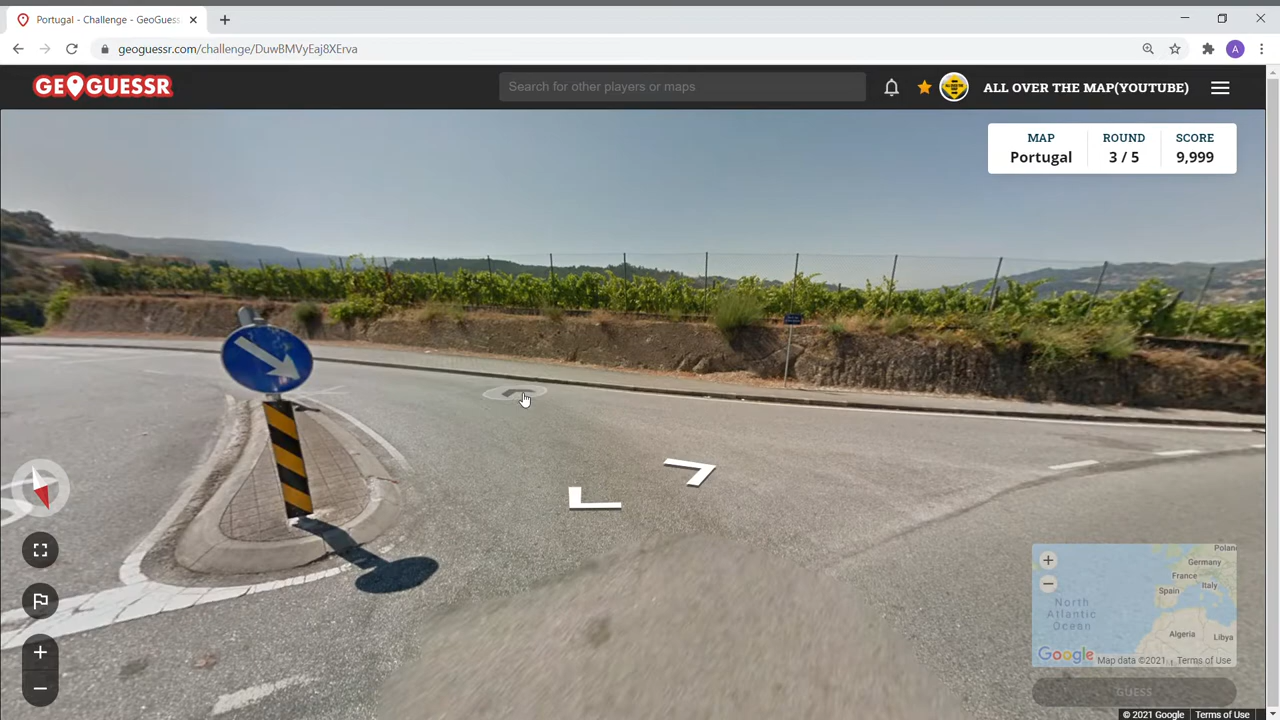 Portugal - Challenge - GeoGuess
geoguessr.com/challenge/DuwBMVyEaj8XErva
A
GEOGUESSR
Search for other players or maps
ALL OVER THE MAP(YOUTUBE)
MAP
Portugal
ROUND
3 / 5
SCORE
9,999
Poland
Germany
France
Italy
Spain
North
Atlantic
Ocean
Algeria
Libya
Google
Map data ©2021
Terms of Use
GUESS
© 2021 Google
Terms of Use